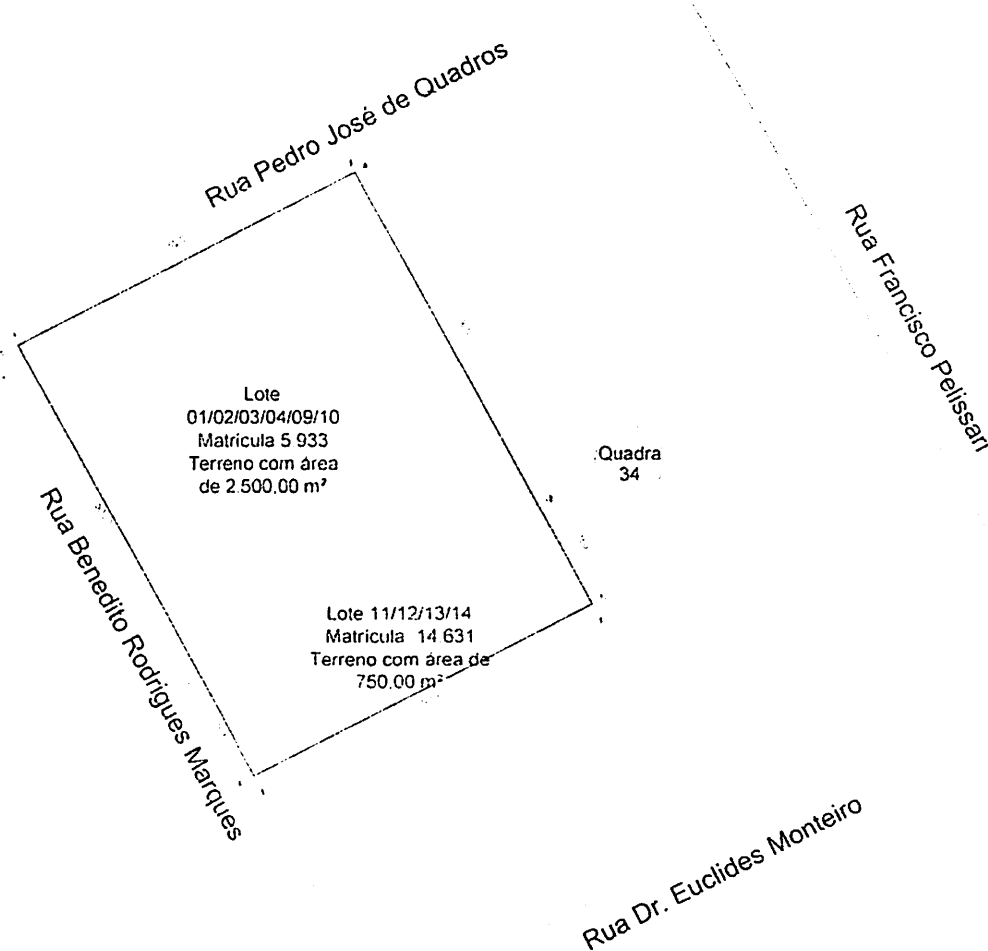 Rua Pedro José de Quadros
Rua Francisco Pelissari
Lote
01/02/03/04/09/10
Matricula 5 933
Terreno com área
de 2.500,00 m²
Quadra
34
Rua Benedito Rodrigues Marques
Lote 11/12/13/14
Matricula 14 631
Terreno com área de
750,00 m²
Rua Dr. Euclides Monteiro